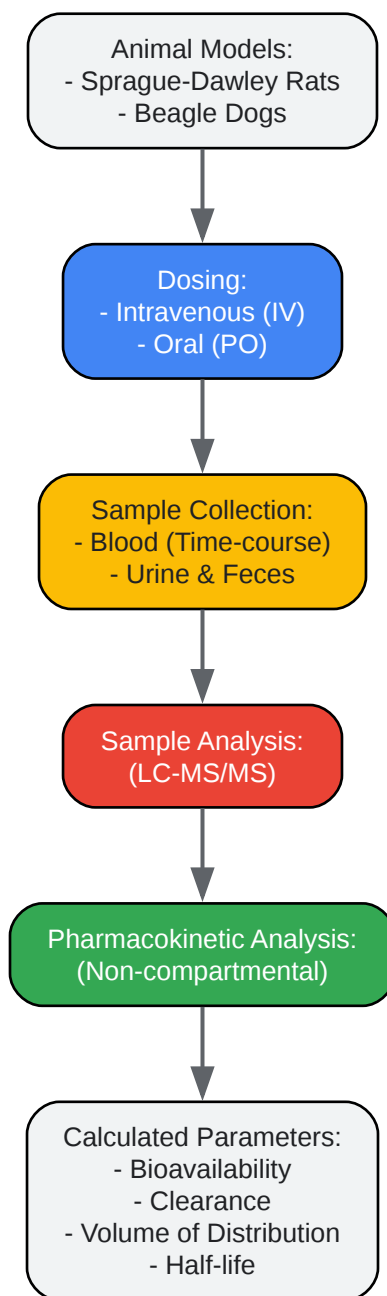 Animal Models:
- Sprague-Dawley Rats
- Beagle Dogs
Dosing:
- Intravenous (IV)
- Oral (PO)
Sample Collection:
- Blood (Time-course)
- Urine & Feces
Sample Analysis:
(LC-MS/MS)
Pharmacokinetic Analysis:
(Non-compartmental)
Calculated Parameters:
- Bioavailability
- Clearance
- Volume of Distribution
- Half-life